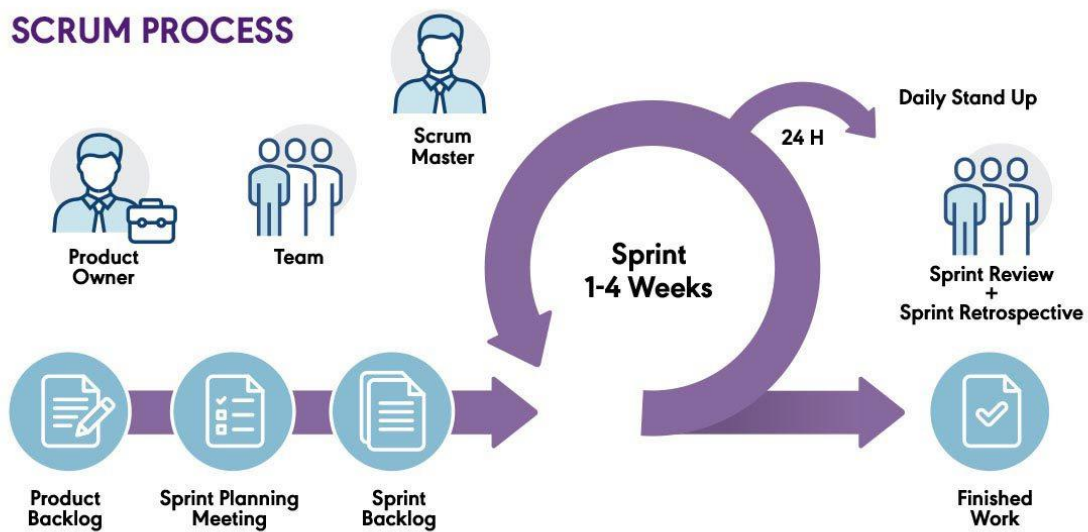 SCRUM PROCESS
Scrum
Master
Product
Owner
Team
Daily Stand Up
24 H
Sprint
1-4 Weeks
Sprint Review
+
Sprint Retrospective
Product
Backlog
Sprint Planning
Meeting
Sprint
Backlog
Finished
Work